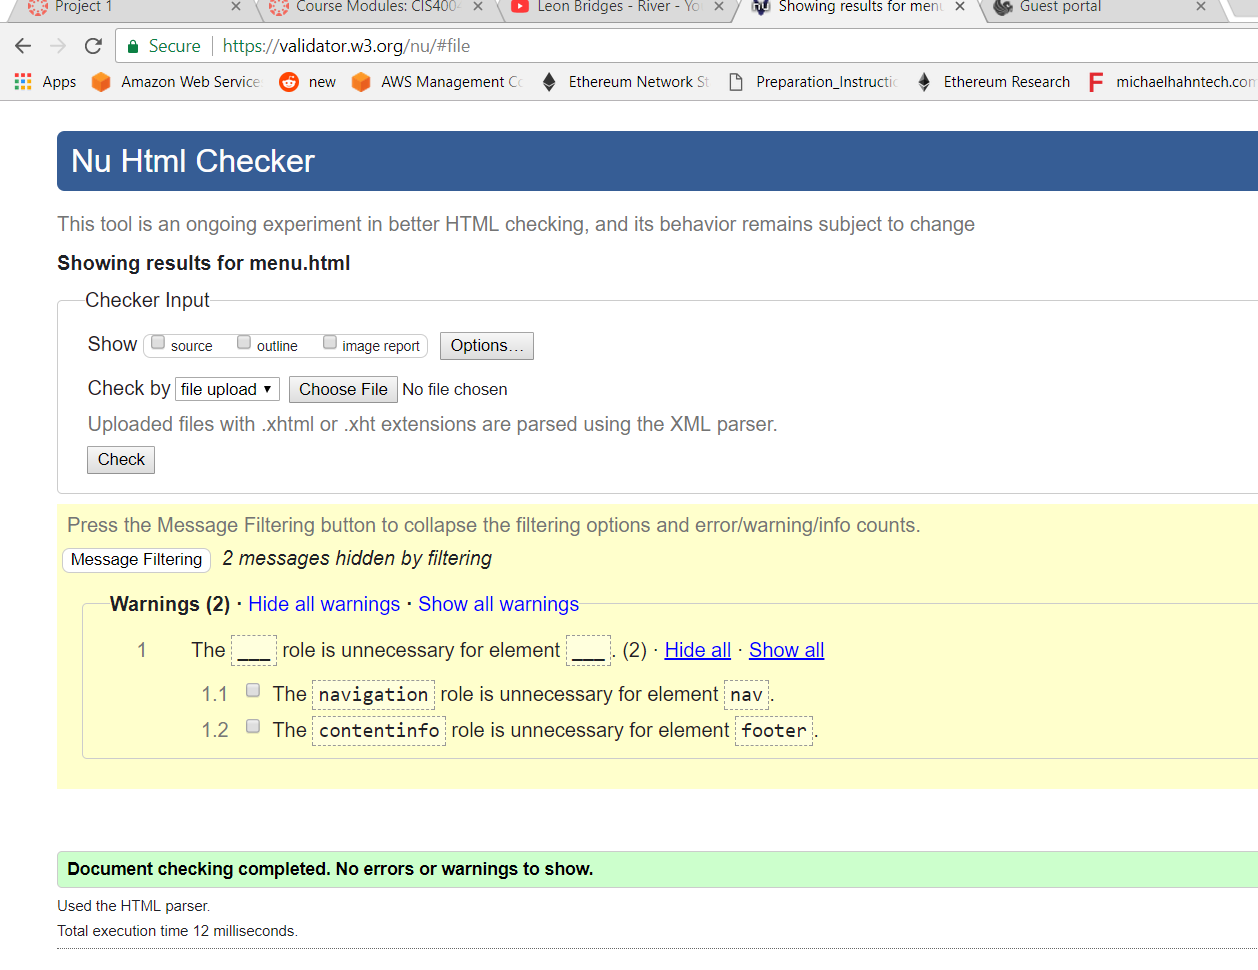 Project 1 Course Modules: CIS400 Leon Bridges - River - Yo Showing results for menu Guest portal
Secure https://validator.w3.org/nu/#file
Apps Amazon Web Service new AWS Management Co Ethereum Network St Preparation_Instructio Ethereum Research michaelhahntech.com
Nu Html Checker
This tool is an ongoing experiment in better HTML checking, and its behavior remains subject to change
Showing results for menu.html
Checker Input
Show source outline image report Options...
Check by file upload Choose File No file chosen
Uploaded files with .xhtml or .xht extensions are parsed using the XML parser.
Check
Press the Message Filtering button to collapse the filtering options and error/warning/info counts.
Message Filtering 2 messages hidden by filtering
Warnings (2) · Hide all warnings · Show all warnings
1 The ___ role is unnecessary for element ___. (2) · Hide all · Show all
1.1 The navigation role is unnecessary for element nav.
1.2 The contentinfo role is unnecessary for element footer.
Document checking completed. No errors or warnings to show.
Used the HTML parser.
Total execution time 12 milliseconds.